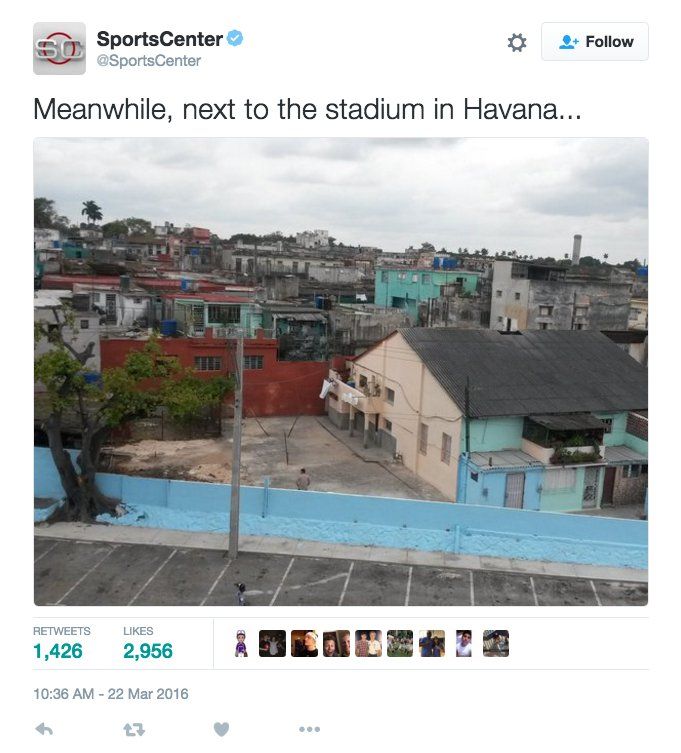 SC
SportsCenter
@SportsCenter
Follow
Meanwhile, next to the stadium in Havana...
RETWEETS LIKES
1,426 2,956
10:36 AM - 22 Mar 2016